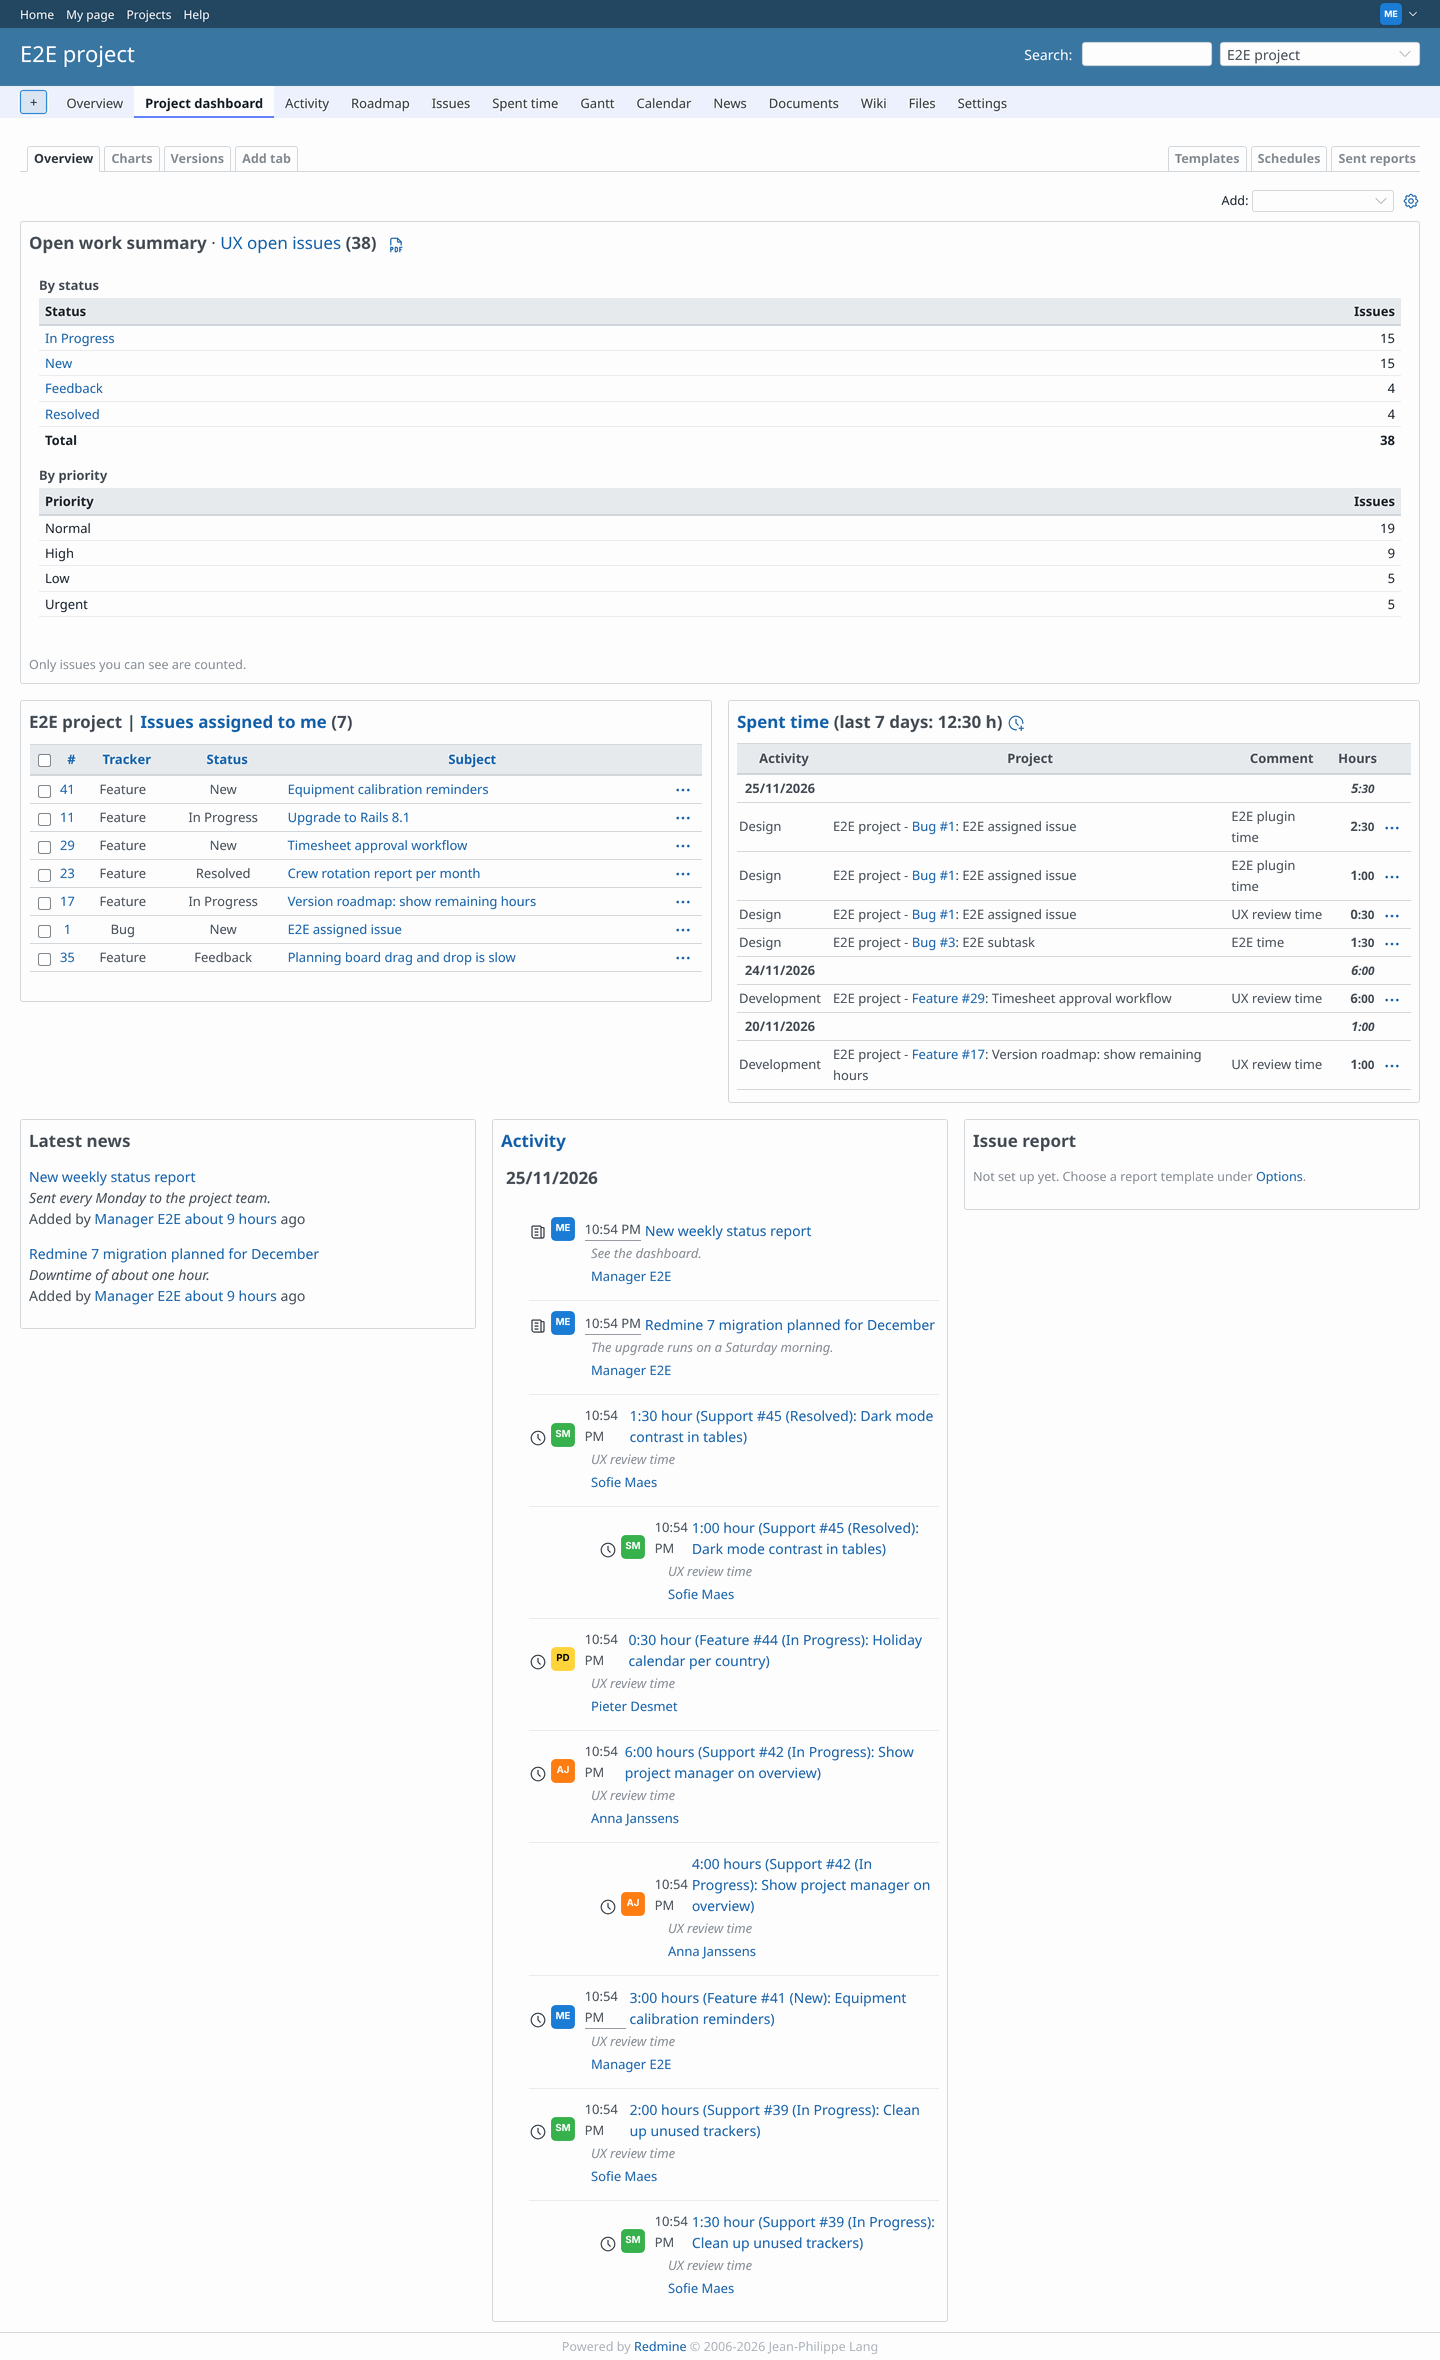 Home My page Projects Help ME
E2E project Search: E2E project
+ Overview Project dashboard Activity Roadmap Issues Spent time Gantt Calendar News Documents Wiki Files Settings
Overview Charts Versions Add tab Templates Schedules Sent reports
Add:
Open work summary · UX open issues (38) PDF
By status
Status Issues
In Progress 15
New 15
Feedback 4
Resolved 4
Total 38
By priority
Priority Issues
Normal 19
High 9
Low 5
Urgent 5
Only issues you can see are counted.
E2E project | Issues assigned to me (7)
# Tracker Status Subject
41 Feature New Equipment calibration reminders
11 Feature In Progress Upgrade to Rails 8.1
29 Feature New Timesheet approval workflow
23 Feature Resolved Crew rotation report per month
17 Feature In Progress Version roadmap: show remaining hours
1 Bug New E2E assigned issue
35 Feature Feedback Planning board drag and drop is slow
Spent time (last 7 days: 12:30 h)
Activity Project Comment Hours
25/11/2026 5:30
Design E2E project - Bug #1: E2E assigned issue E2E plugin time 2:30
Design E2E project - Bug #1: E2E assigned issue E2E plugin time 1:00
Design E2E project - Bug #1: E2E assigned issue UX review time 0:30
Design E2E project - Bug #3: E2E subtask E2E time 1:30
24/11/2026 6:00
Development E2E project - Feature #29: Timesheet approval workflow UX review time 6:00
20/11/2026 1:00
Development E2E project - Feature #17: Version roadmap: show remaining hours UX review time 1:00
Latest news
New weekly status report
Sent every Monday to the project team.
Added by Manager E2E about 9 hours ago
Redmine 7 migration planned for December
Downtime of about one hour.
Added by Manager E2E about 9 hours ago
Activity
25/11/2026
ME 10:54 PM New weekly status report
See the dashboard.
Manager E2E
ME 10:54 PM Redmine 7 migration planned for December
The upgrade runs on a Saturday morning.
Manager E2E
SM 10:54 PM 1:30 hour (Support #45 (Resolved): Dark mode
contrast in tables)
UX review time
Sofie Maes
SM 10:54 PM 1:00 hour (Support #45 (Resolved):
Dark mode contrast in tables)
UX review time
Sofie Maes
PD 10:54 PM 0:30 hour (Feature #44 (In Progress): Holiday
calendar per country)
UX review time
Pieter Desmet
AJ 10:54 PM 6:00 hours (Support #42 (In Progress): Show
project manager on overview)
UX review time
Anna Janssens
AJ 10:54 PM 4:00 hours (Support #42 (In
Progress): Show project manager on
overview)
UX review time
Anna Janssens
ME 10:54 PM 3:00 hours (Feature #41 (New): Equipment
calibration reminders)
UX review time
Manager E2E
SM 10:54 PM 2:00 hours (Support #39 (In Progress): Clean
up unused trackers)
UX review time
Sofie Maes
SM 10:54 PM 1:30 hour (Support #39 (In Progress):
Clean up unused trackers)
UX review time
Sofie Maes
Issue report
Not set up yet. Choose a report template under Options.
Powered by Redmine © 2006-2026 Jean-Philippe Lang